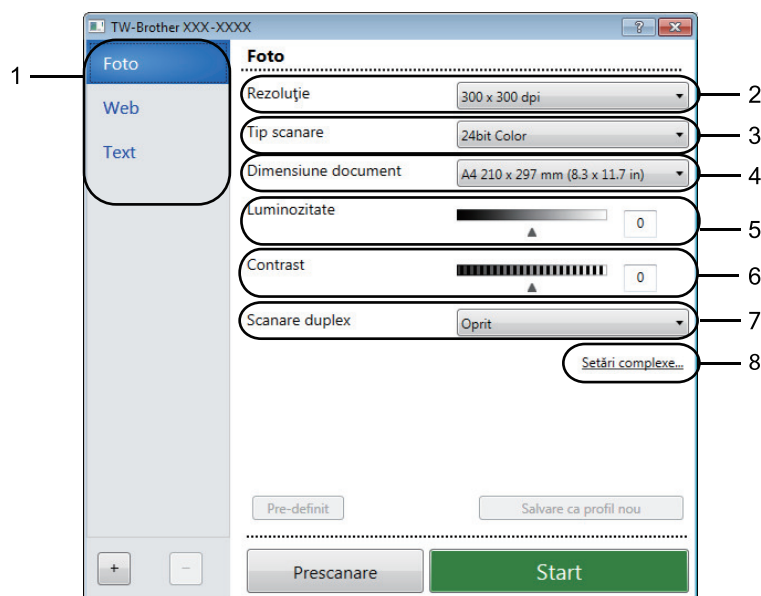 TW-Brother XXX-XXXX
Foto
Web
Text
1
Foto
Rezoluţie 300 x 300 dpi 2
Tip scanare 24bit Color 3
Dimensiune document A4 210 x 297 mm (8.3 x 11.7 in) 4
Luminozitate 0 5
Contrast 0 6
Scanare duplex Oprit 7
Setări complexe... 8
Pre-definit Salvare ca profil nou
+ - Prescanare Start